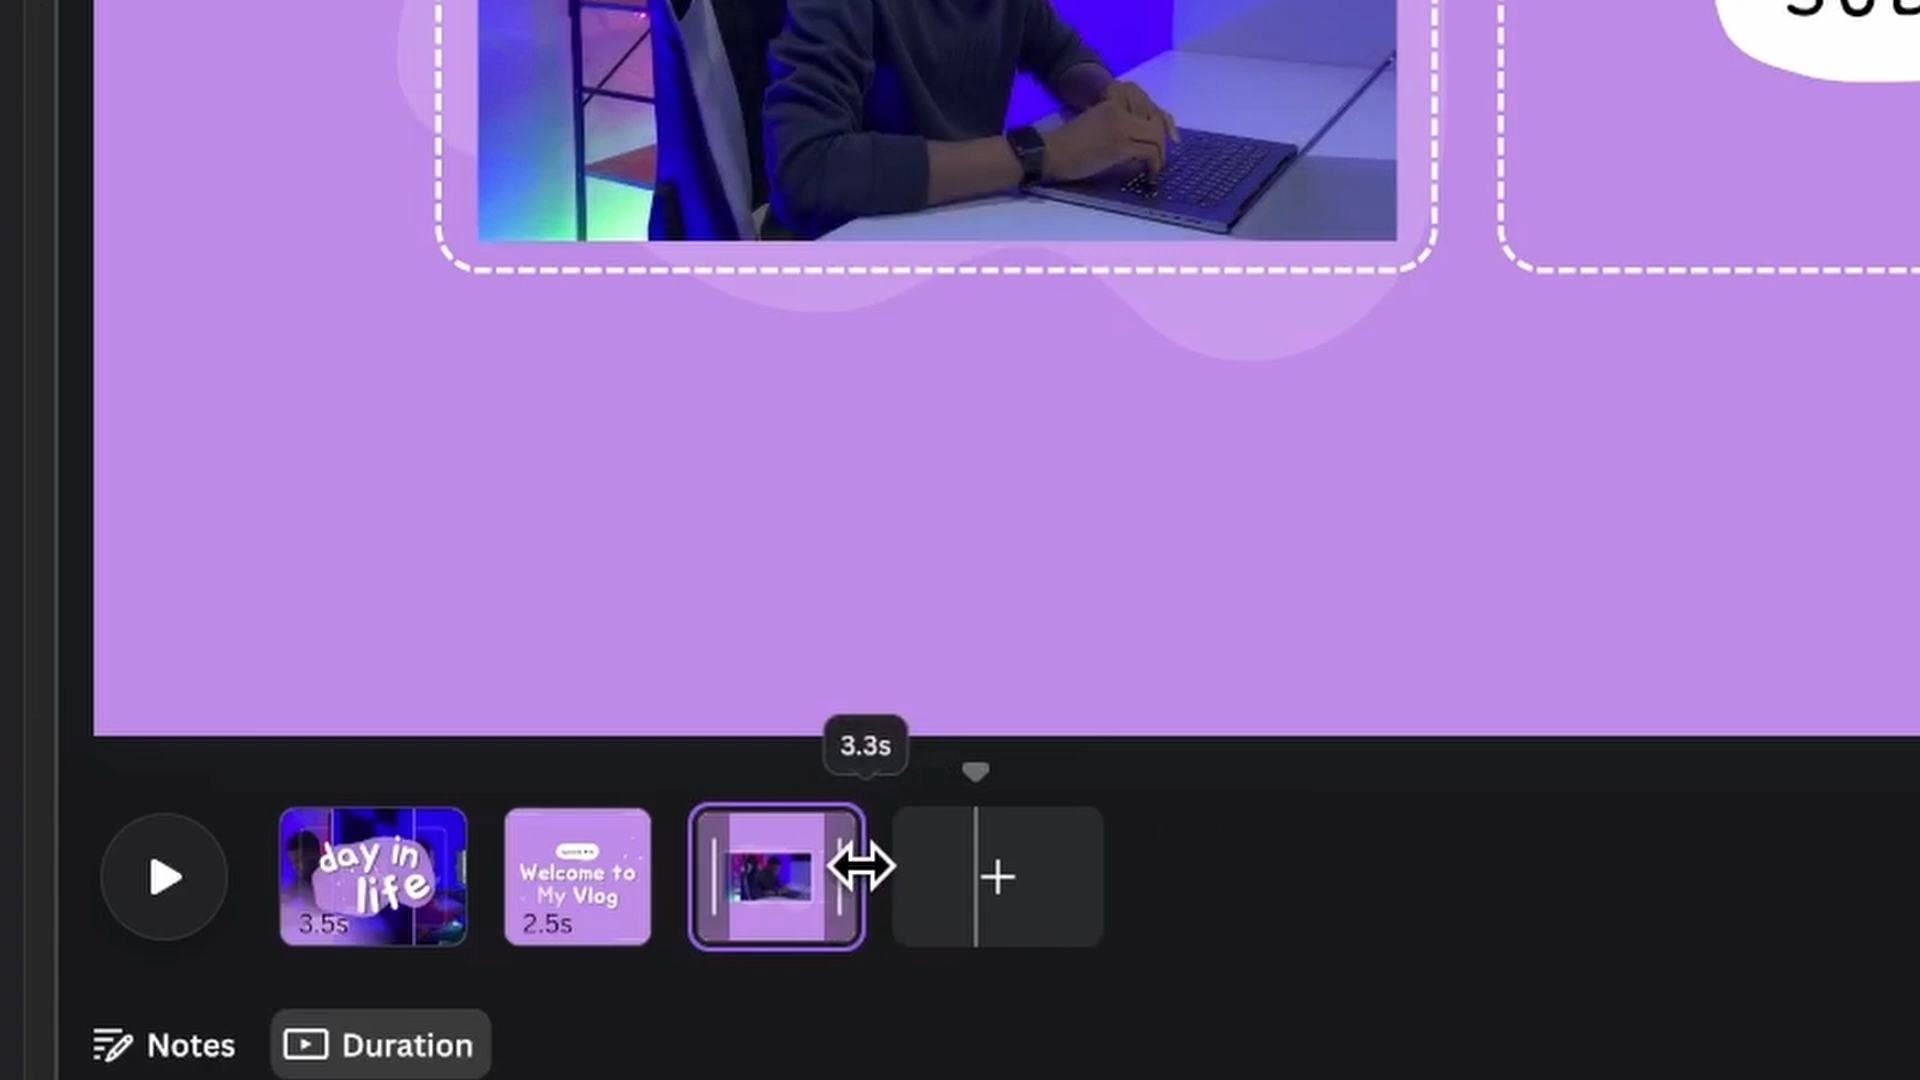 3.3s
day in
life
3.5s
Welcome to
My Vlog
2.5s
Notes
Duration